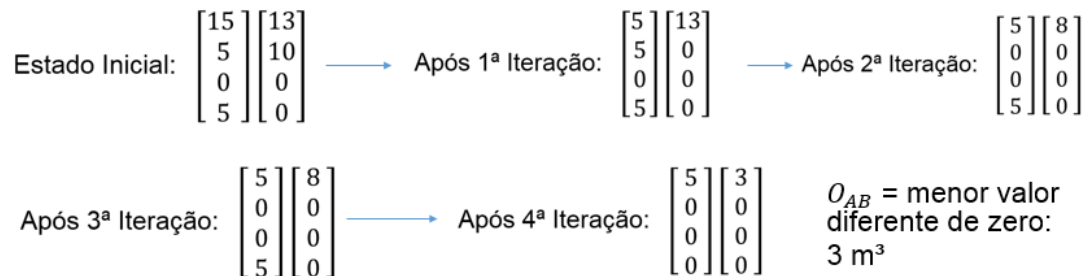 Estado Inicial: [15 5 0 5] [13 10 0 0] Após 1ª Iteração: [5 5 0 5] [13 0 0 0] Após 2ª Iteração: [5 0 0 5] [8 0 0 0]
Após 3ª Iteração: [5 0 0 5] [8 0 0 0] Após 4ª Iteração: [5 0 0 0] [3 0 0 0]
O_AB = menor valor
diferente de zero:
3 m³